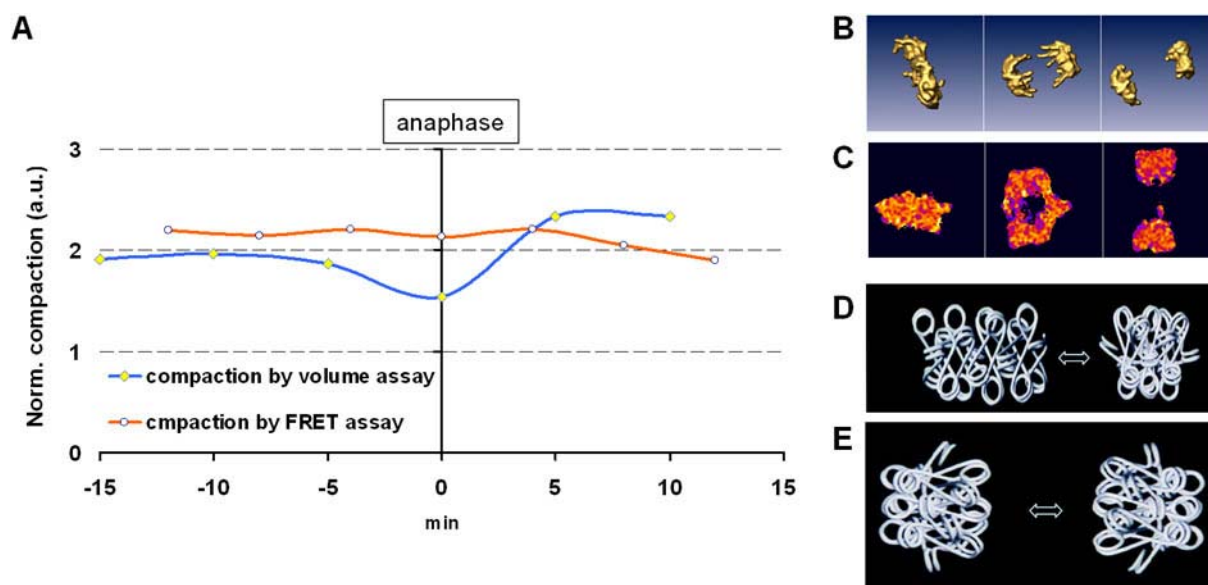 A
B
C
D
E
anaphase
Norm. compaction (a.u.)
3
2
1
0
compaction by volume assay
cmpaction by FRET assay
-15 -10 -5 0 5 10 15
min